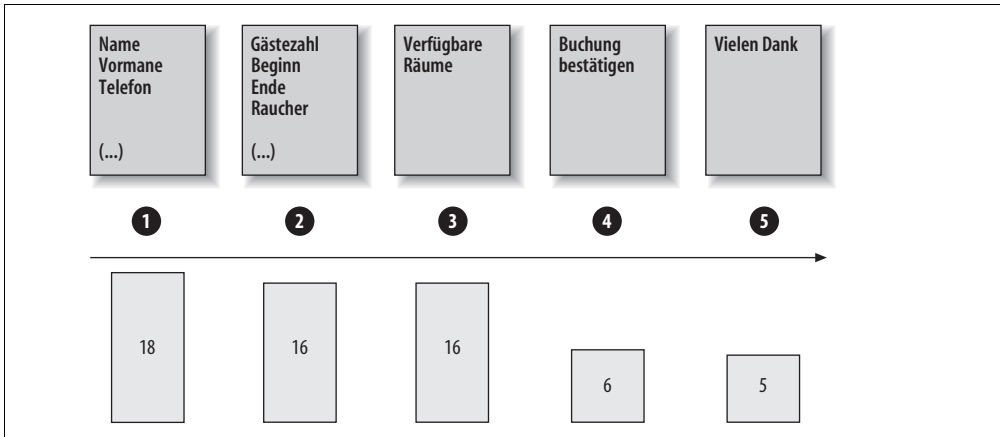 Name
Vormane
Telefon
(...)
Gästezahl
Beginn
Ende
Raucher
(...)
Verfügbare
Räume
Buchung
bestätigen
Vielen Dank
1
2
3
4
5
18
16
16
6
5